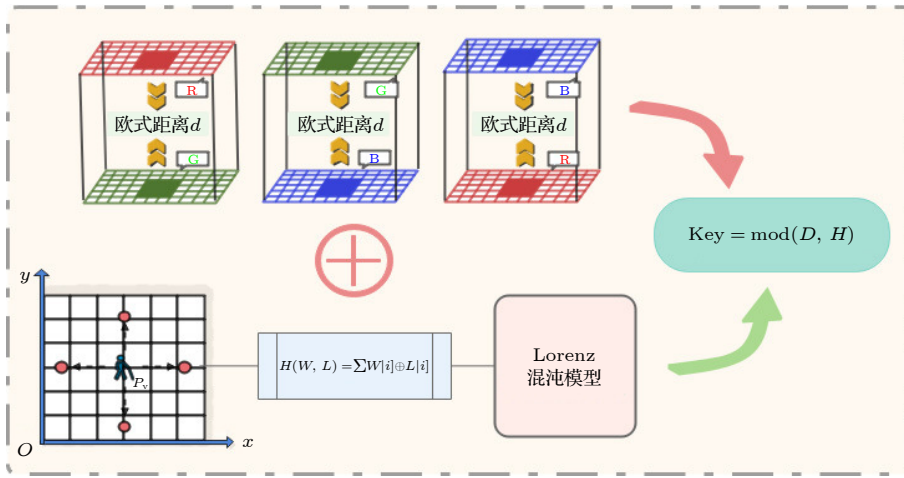 R
G
B
欧式距离d
欧式距离d
欧式距离d
G
B
R
Key = mod(D, H)
y
P_v
O
x
H(W, L) =∑W|i]⊕L|i]
Lorenz
混沌模型